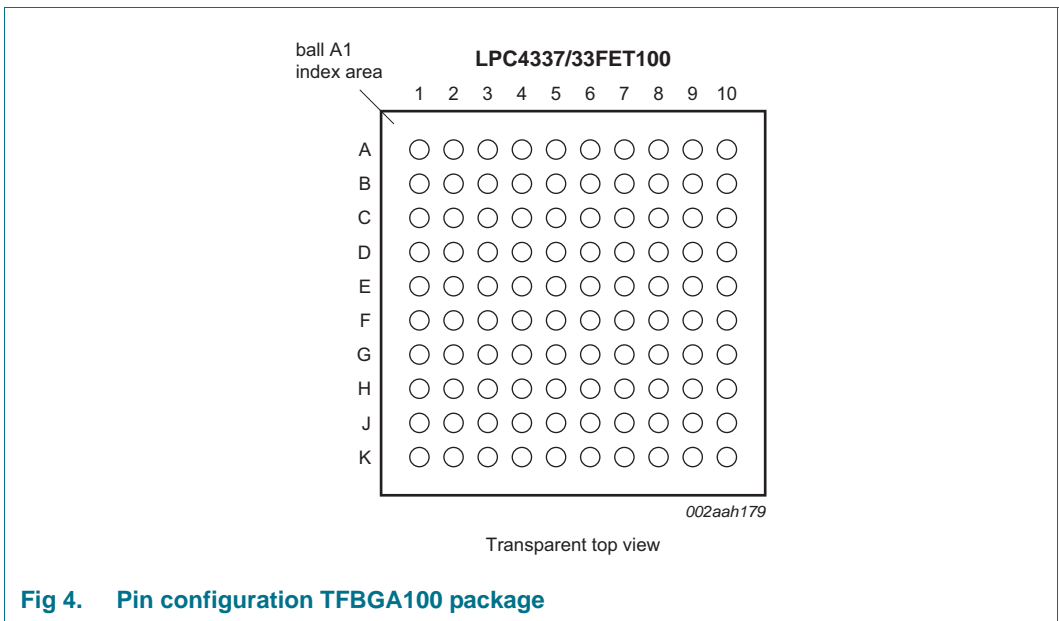 ball A1
index area
LPC4337/33FET100
1 2 3 4 5 6 7 8 9 10
A
B
C
D
E
F
G
H
J
K
002aah179
Transparent top view
Fig 4. Pin configuration TFBGA100 package